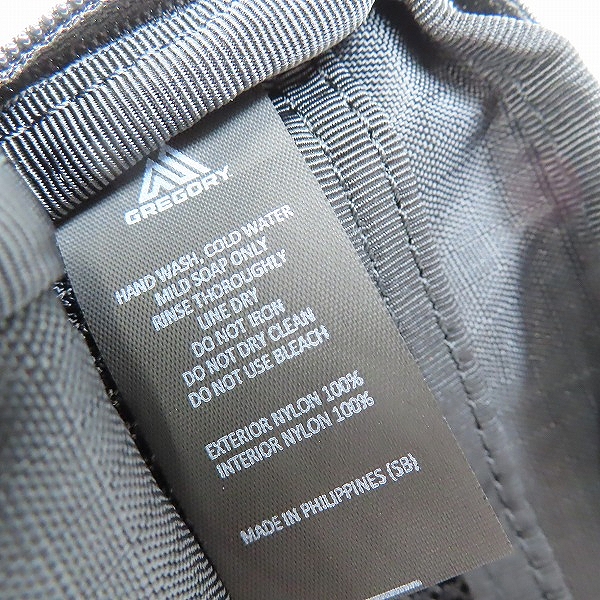 GREGORY
HAND WASH, COLD WATER
MILD SOAP ONLY
RINSE THOROUGHLY
LINE DRY
DO NOT IRON
DO NOT DRY CLEAN
DO NOT USE BLEACH
EXTERIOR NYLON 100%
INTERIOR NYLON 100%
MADE IN PHILIPPINES (SB)